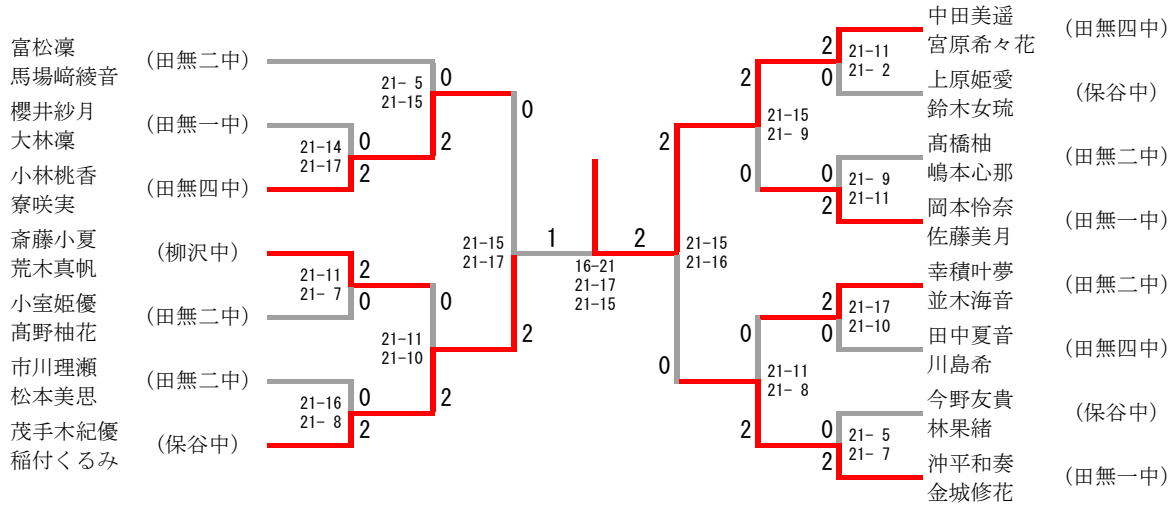 富松凜
馬場﨑綾音
(田無二中)
櫻井紗月
大林凜
(田無一中)
小林桃香
寮咲実
(田無四中)
斎藤小夏
荒木真帆
(柳沢中)
小室姫優
髙野柚花
(田無二中)
市川理瀬
松本美思
(田無二中)
茂手木紀優
稲付くるみ
(保谷中)
0
21-14
21-17
2
2
21-11
21- 7
0
0
21-16
21- 8
2
0
21- 5
21-15
2
0
21-11
21-10
2
0
21-15
21-17
2
1
2
16-21
21-17
21-15
2
21-15
21-16
0
2
21-15
21- 9
0
0
21-11
21- 8
2
2
21-11
21- 2
0
0
21- 9
21-11
2
2
21-17
21-10
0
0
21- 5
21- 7
2
中田美遥
宮原希々花
(田無四中)
上原姫愛
鈴木女琉
(保谷中)
髙橋柚
嶋本心那
(田無二中)
岡本怜奈
佐藤美月
(田無一中)
幸積叶夢
並木海音
(田無二中)
田中夏音
川島希
(田無四中)
今野友貴
林果緒
(保谷中)
沖平和奏
金城修花
(田無一中)